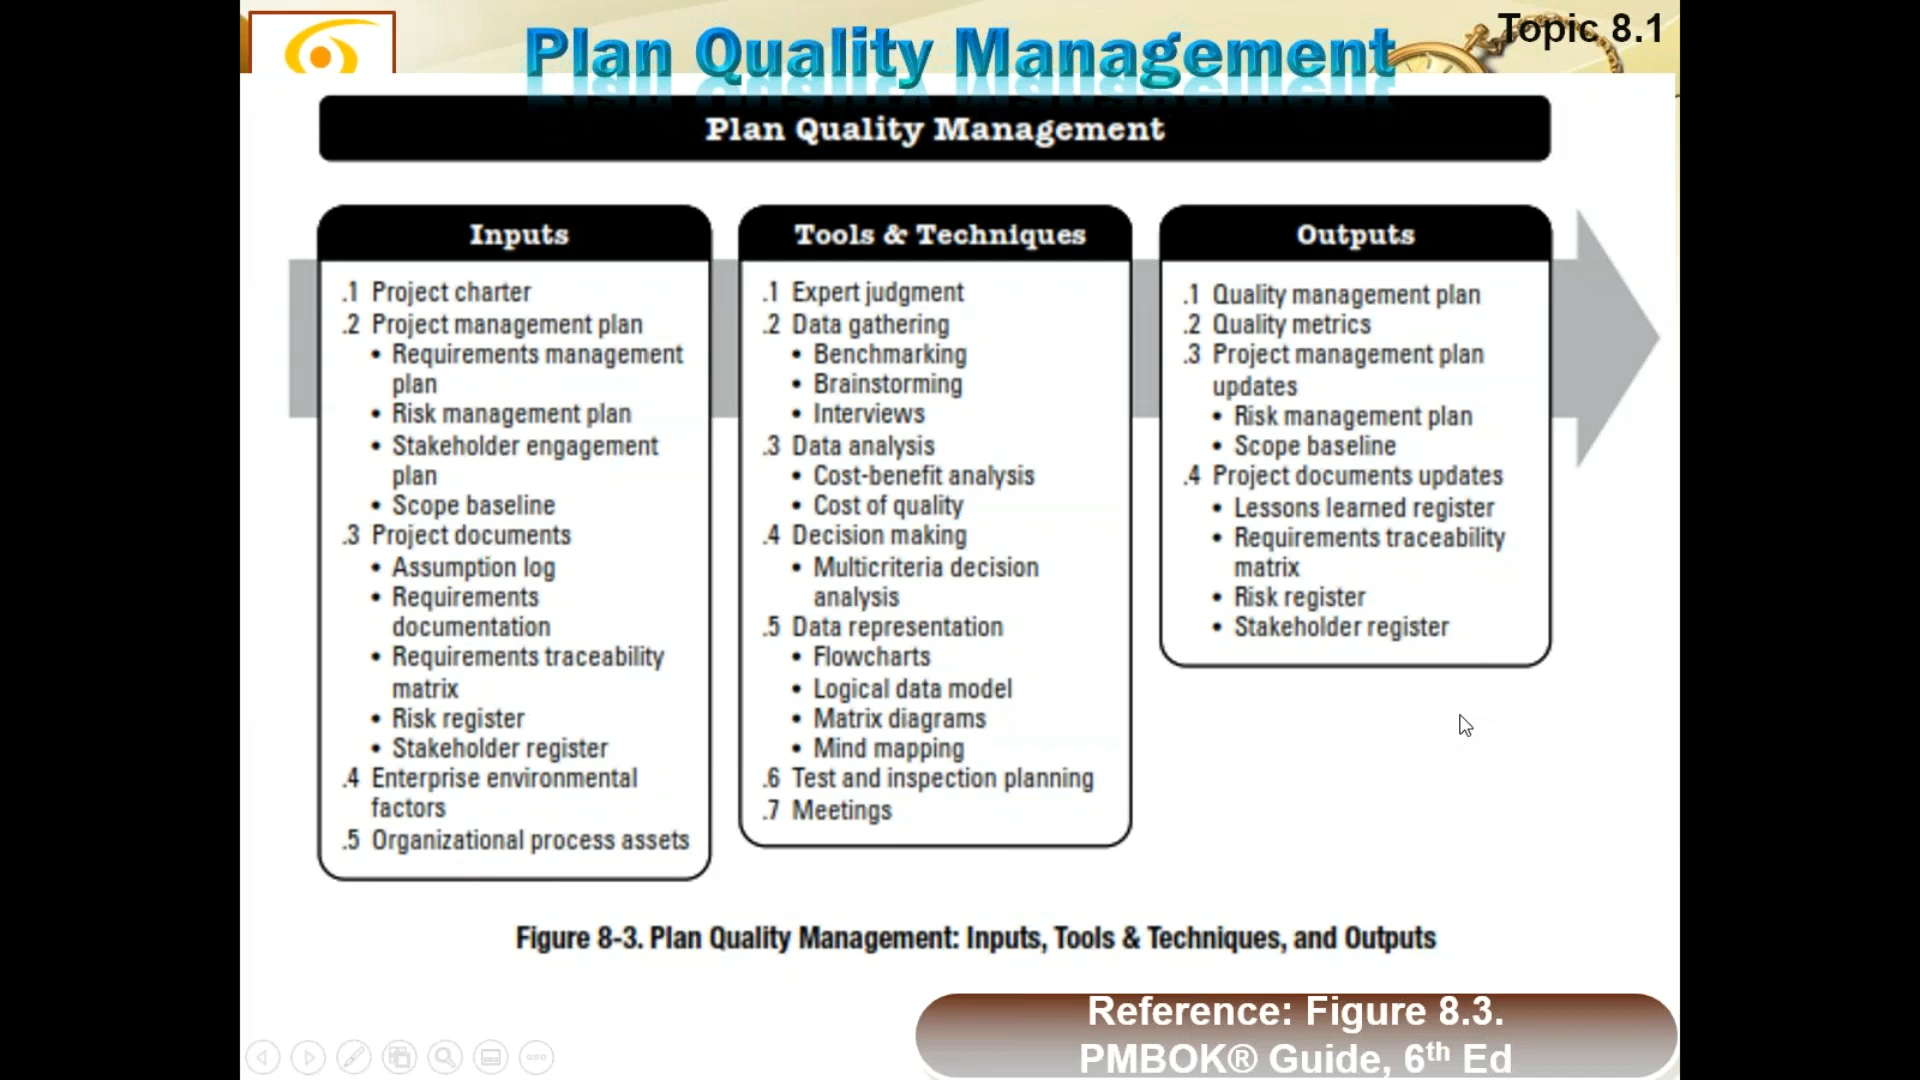 Plan Quality Management
Topic 8.1
Plan Quality Management
Inputs
.1 Project charter
.2 Project management plan
• Requirements management
plan
• Risk management plan
• Stakeholder engagement
plan
• Scope baseline
.3 Project documents
• Assumption log
• Requirements
documentation
• Requirements traceability
matrix
• Risk register
• Stakeholder register
.4 Enterprise environmental
factors
.5 Organizational process assets
Tools & Techniques
.1 Expert judgment
.2 Data gathering
• Benchmarking
• Brainstorming
• Interviews
.3 Data analysis
• Cost-benefit analysis
• Cost of quality
.4 Decision making
• Multicriteria decision
analysis
.5 Data representation
• Flowcharts
• Logical data model
• Matrix diagrams
• Mind mapping
.6 Test and inspection planning
.7 Meetings
Outputs
.1 Quality management plan
.2 Quality metrics
.3 Project management plan
updates
• Risk management plan
• Scope baseline
.4 Project documents updates
• Lessons learned register
• Requirements traceability
matrix
• Risk register
• Stakeholder register
Figure 8-3. Plan Quality Management: Inputs, Tools & Techniques, and Outputs
Reference: Figure 8.3.
PMBOK® Guide, 6th Ed